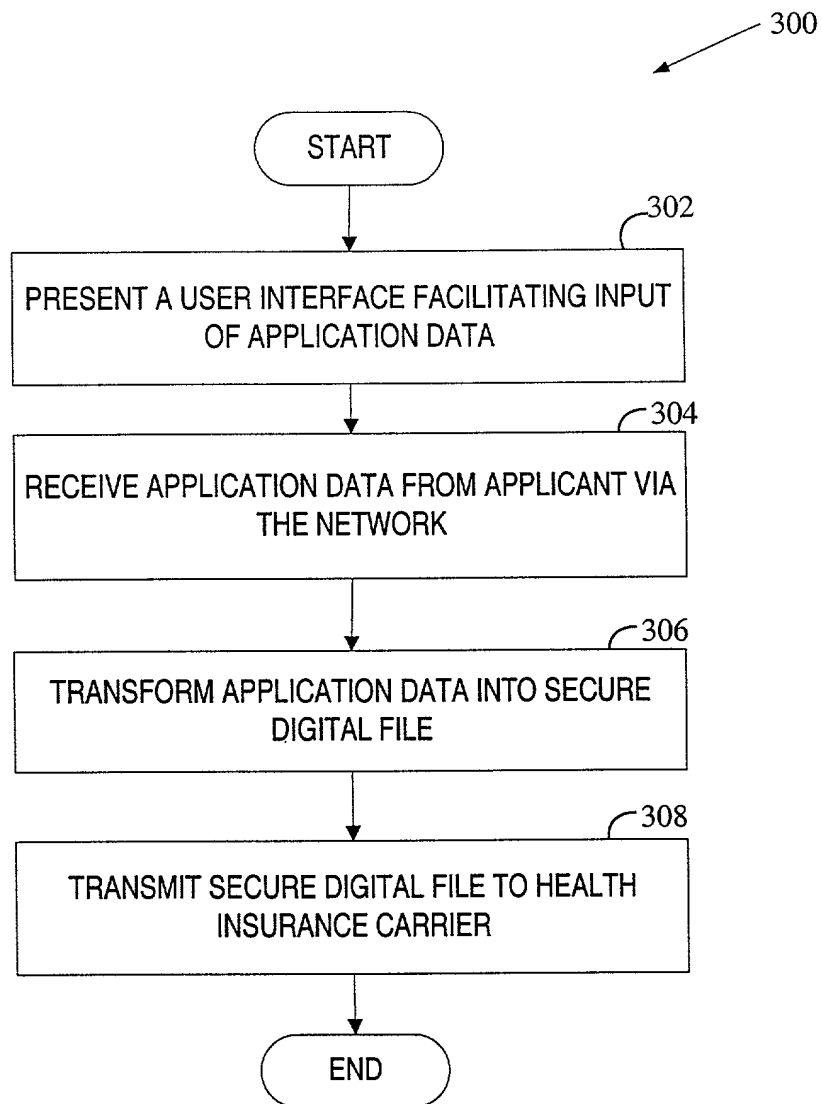 300
START
302
PRESENT A USER INTERFACE FACILITATING INPUT
OF APPLICATION DATA
304
RECEIVE APPLICATION DATA FROM APPLICANT VIA
THE NETWORK
306
TRANSFORM APPLICATION DATA INTO SECURE
DIGITAL FILE
308
TRANSMIT SECURE DIGITAL FILE TO HEALTH
INSURANCE CARRIER
END